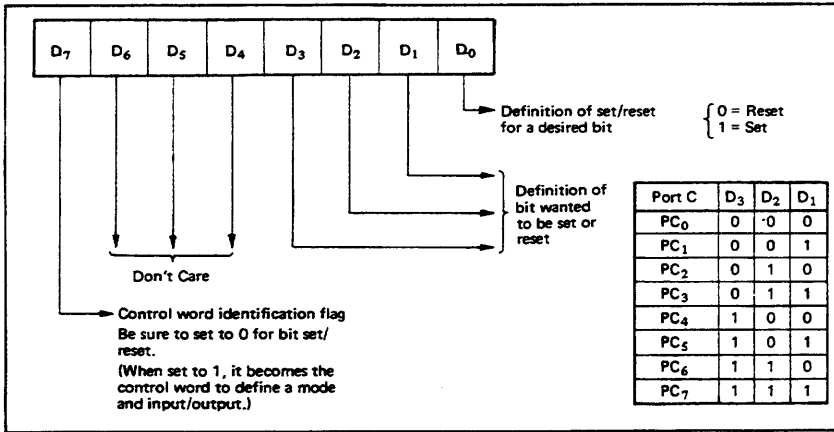 D7 D6 D5 D4 D3 D2 D1 D0
Definition of set/reset
for a desired bit
0 = Reset
1 = Set
Definition of
bit wanted
to be set or
reset
Don't Care
Control word identification flag
Be sure to set to 0 for bit set/
reset.
(When set to 1, it becomes the
control word to define a mode
and input/output.)
Port C D3 D2 D1
PC0 0 0 0
PC1 0 0 1
PC2 0 1 0
PC3 0 1 1
PC4 1 0 0
PC5 1 0 1
PC6 1 1 0
PC7 1 1 1